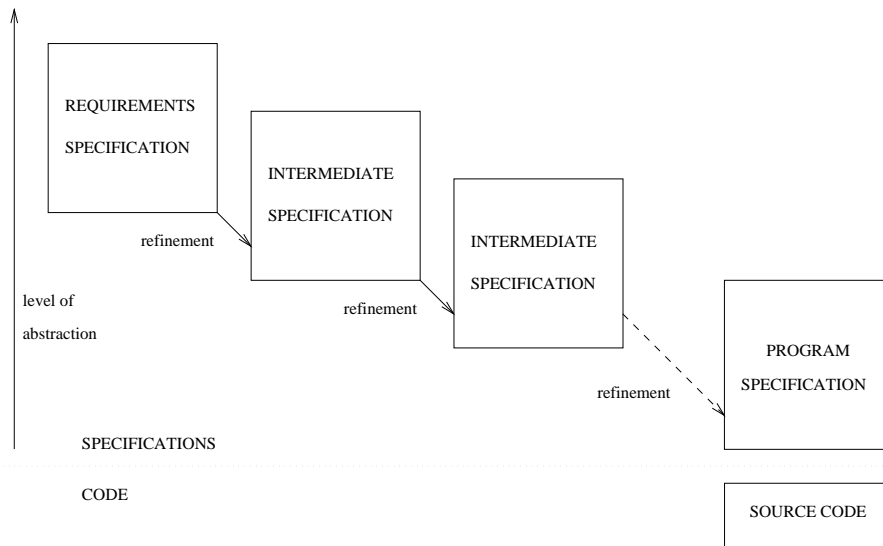 REQUIREMENTS
SPECIFICATION
INTERMEDIATE
SPECIFICATION
refinement
INTERMEDIATE
SPECIFICATION
refinement
level of
abstraction
PROGRAM
SPECIFICATION
refinement
SPECIFICATIONS
CODE
SOURCE CODE